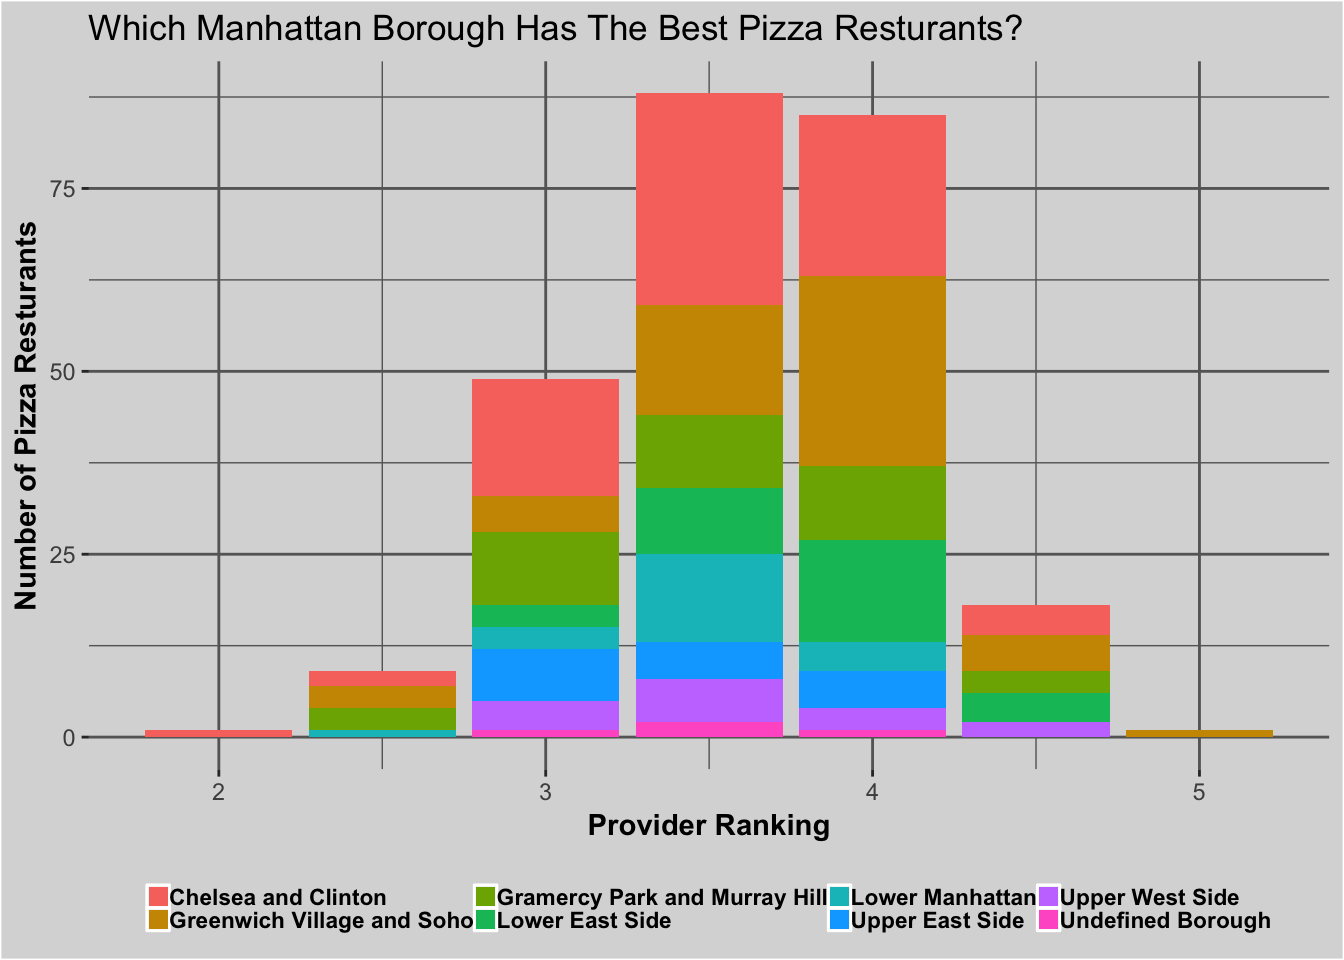 Which Manhattan Borough Has The Best Pizza Resturants?
Number of Pizza Resturants
75
50
25
0
2 3 4 5
Provider Ranking
Chelsea and Clinton Gramercy Park and Murray Hill Lower Manhattan Upper West Side
Greenwich Village and Soho Lower East Side Upper East Side Undefined Borough